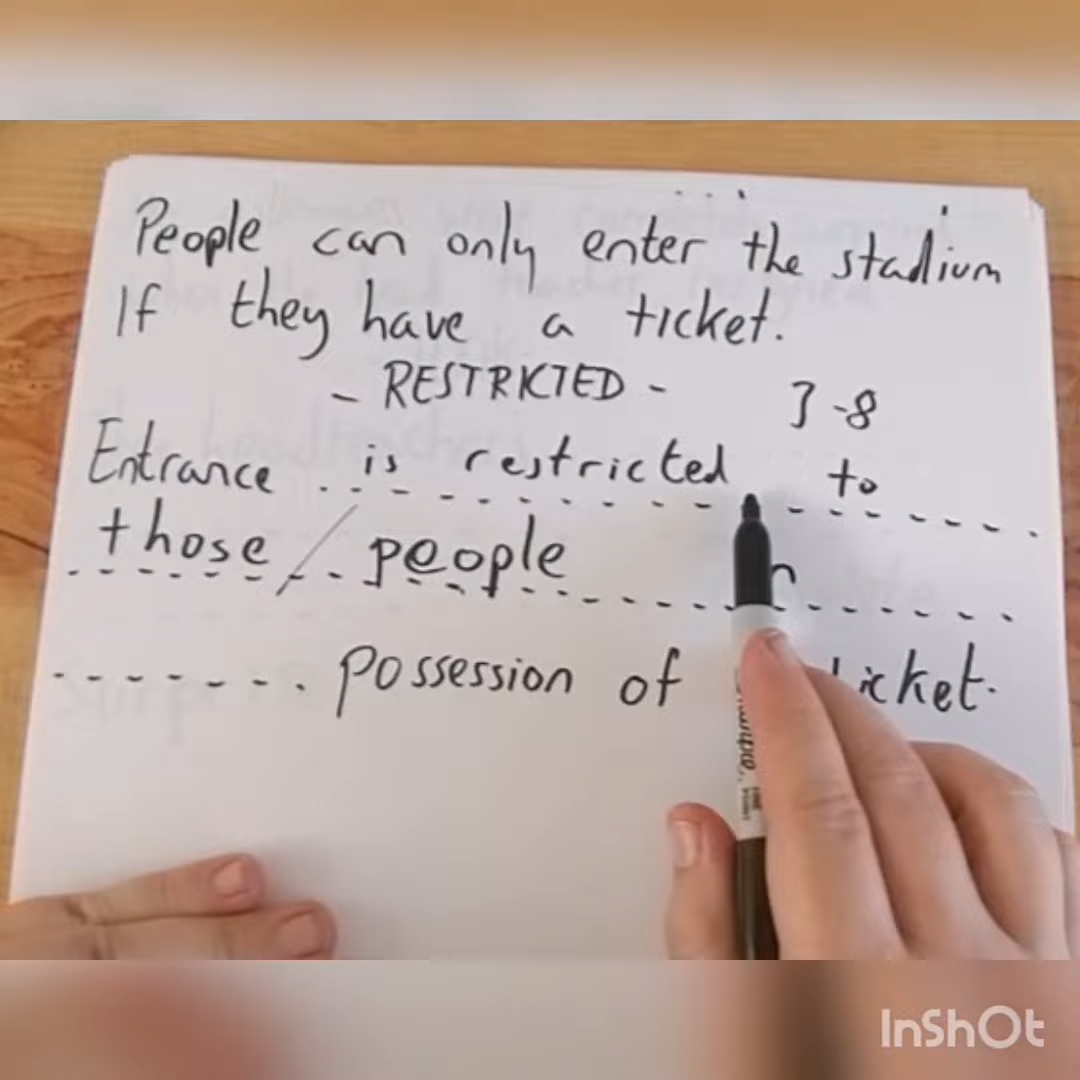 People can only enter the stadium
If they have a ticket.
- RESTRICTED -
3-8
Entrance is restricted to
those / people
possession of ticket.
InShOt